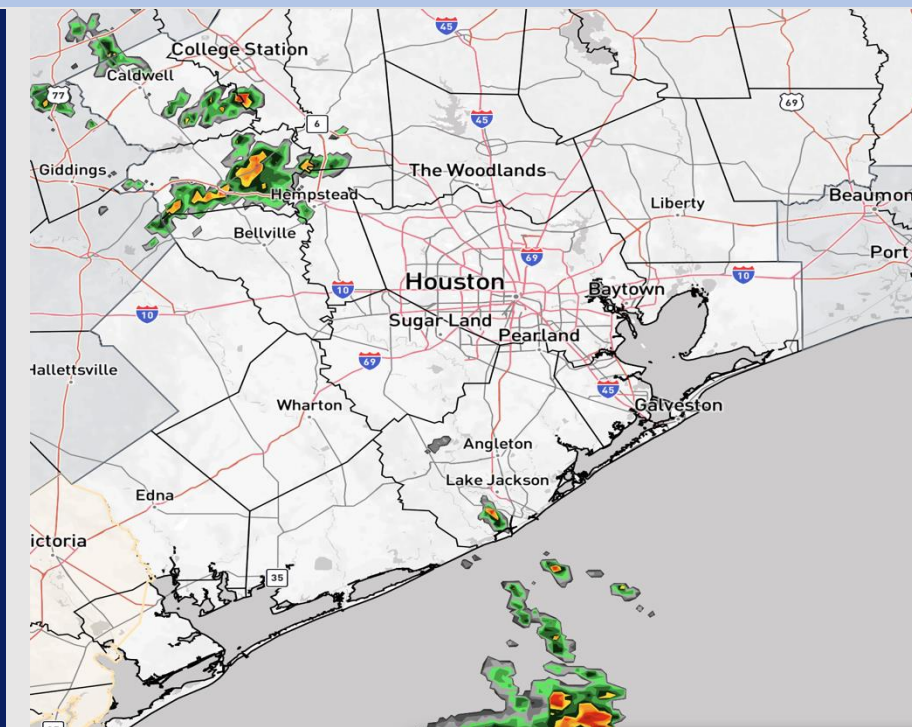 45
College Station
Caldwell
77
69
6
45
Giddings
The Woodlands
Hempstead
Liberty
Beaumon
Bellville
69
Port
Houston
10
10
Baytown
10
Sugar Land
Pearland
69
Hallettsville
45
Wharton
Galveston
Angleton
Lake Jackson
Edna
ictoria
35